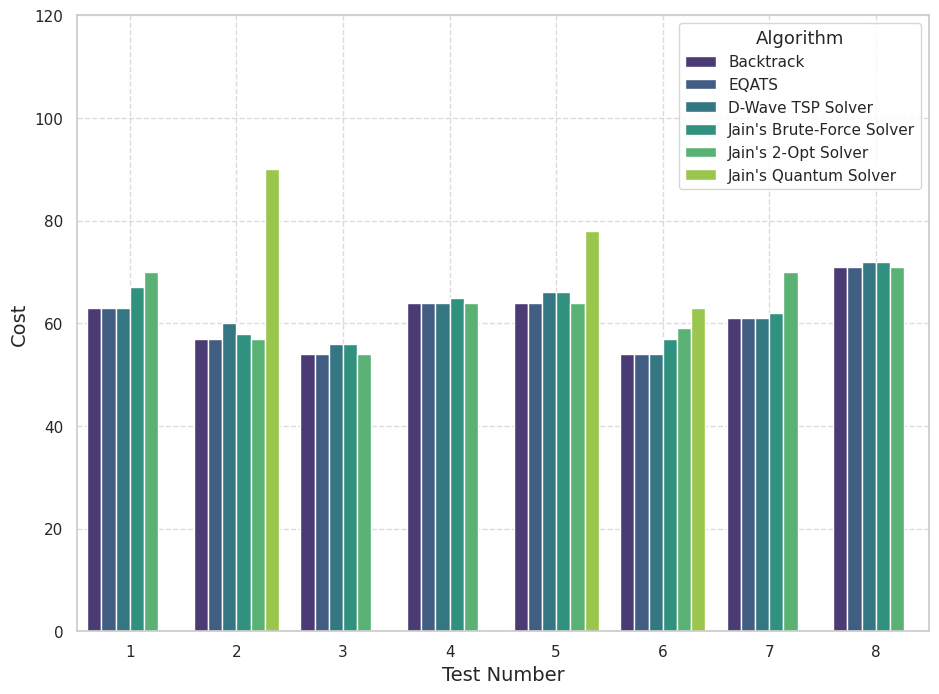 120
100
80
60
40
20
0
Cost
Algorithm
Backtrack
EQATS
D-Wave TSP Solver
Jain's Brute-Force Solver
Jain's 2-Opt Solver
Jain's Quantum Solver
1 2 3 4 5 6 7 8
Test Number